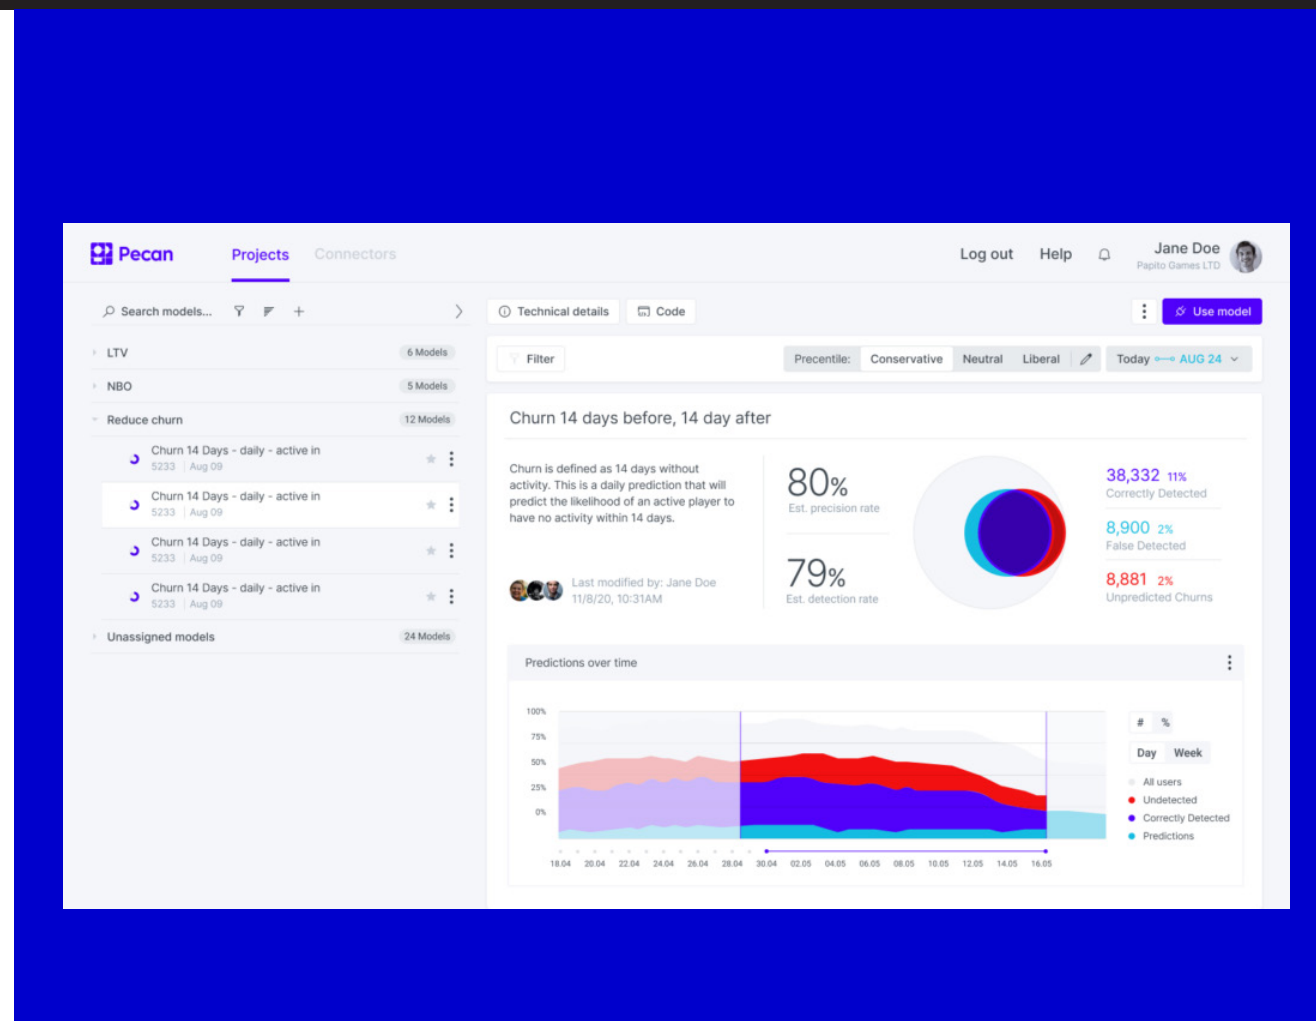 Pecan
Projects
Connectors
Log out
Help
Jane Doe
Papito Games LTD
Search models...
LTV
6 Models
NBO
5 Models
Reduce churn
12 Models
Churn 14 Days - daily - active in
5233 | Aug 09
Churn 14 Days - daily - active in
5233 | Aug 09
Churn 14 Days - daily - active in
5233 | Aug 09
Churn 14 Days - daily - active in
5233 | Aug 09
Unassigned models
24 Models
Technical details
Code
Use model
Filter
Precentile:
Conservative
Neutral
Liberal
Today
AUG 24
Churn 14 days before, 14 day after
Churn is defined as 14 days without
activity. This is a daily prediction that will
predict the likelihood of an active player to
have no activity within 14 days.
Last modified by: Jane Doe
11/8/20, 10:31AM
80%
Est. precision rate
79%
Est. detection rate
38,332 11%
Correctly Detected
8,900 2%
False Detected
8,881 2%
Unpredicted Churns
Predictions over time
100%
75%
50%
25%
0%
18.04 20.04 22.04 24.04 26.04 28.04 30.04 02.05 04.05 06.05 08.05 10.05 12.05 14.05 16.05
# %
Day Week
All users
Undetected
Correctly Detected
Predictions